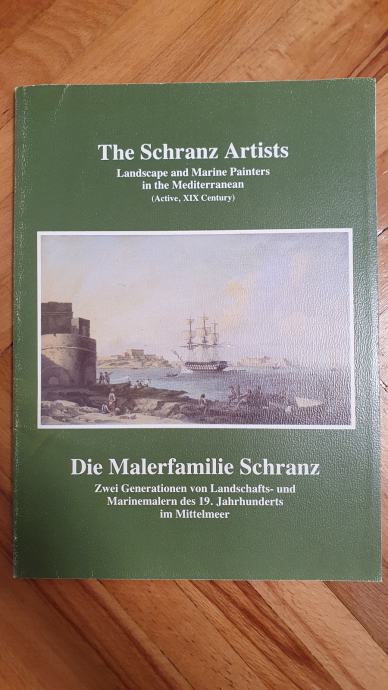 The Schranz Artists
Landscape and Marine Painters
in the Mediterranean
(Active, XIX Century)
Die Malerfamilie Schranz
Zwei Generationen von Landschafts- und
Marinemalern des 19. Jahrhunderts
im Mittelmeer